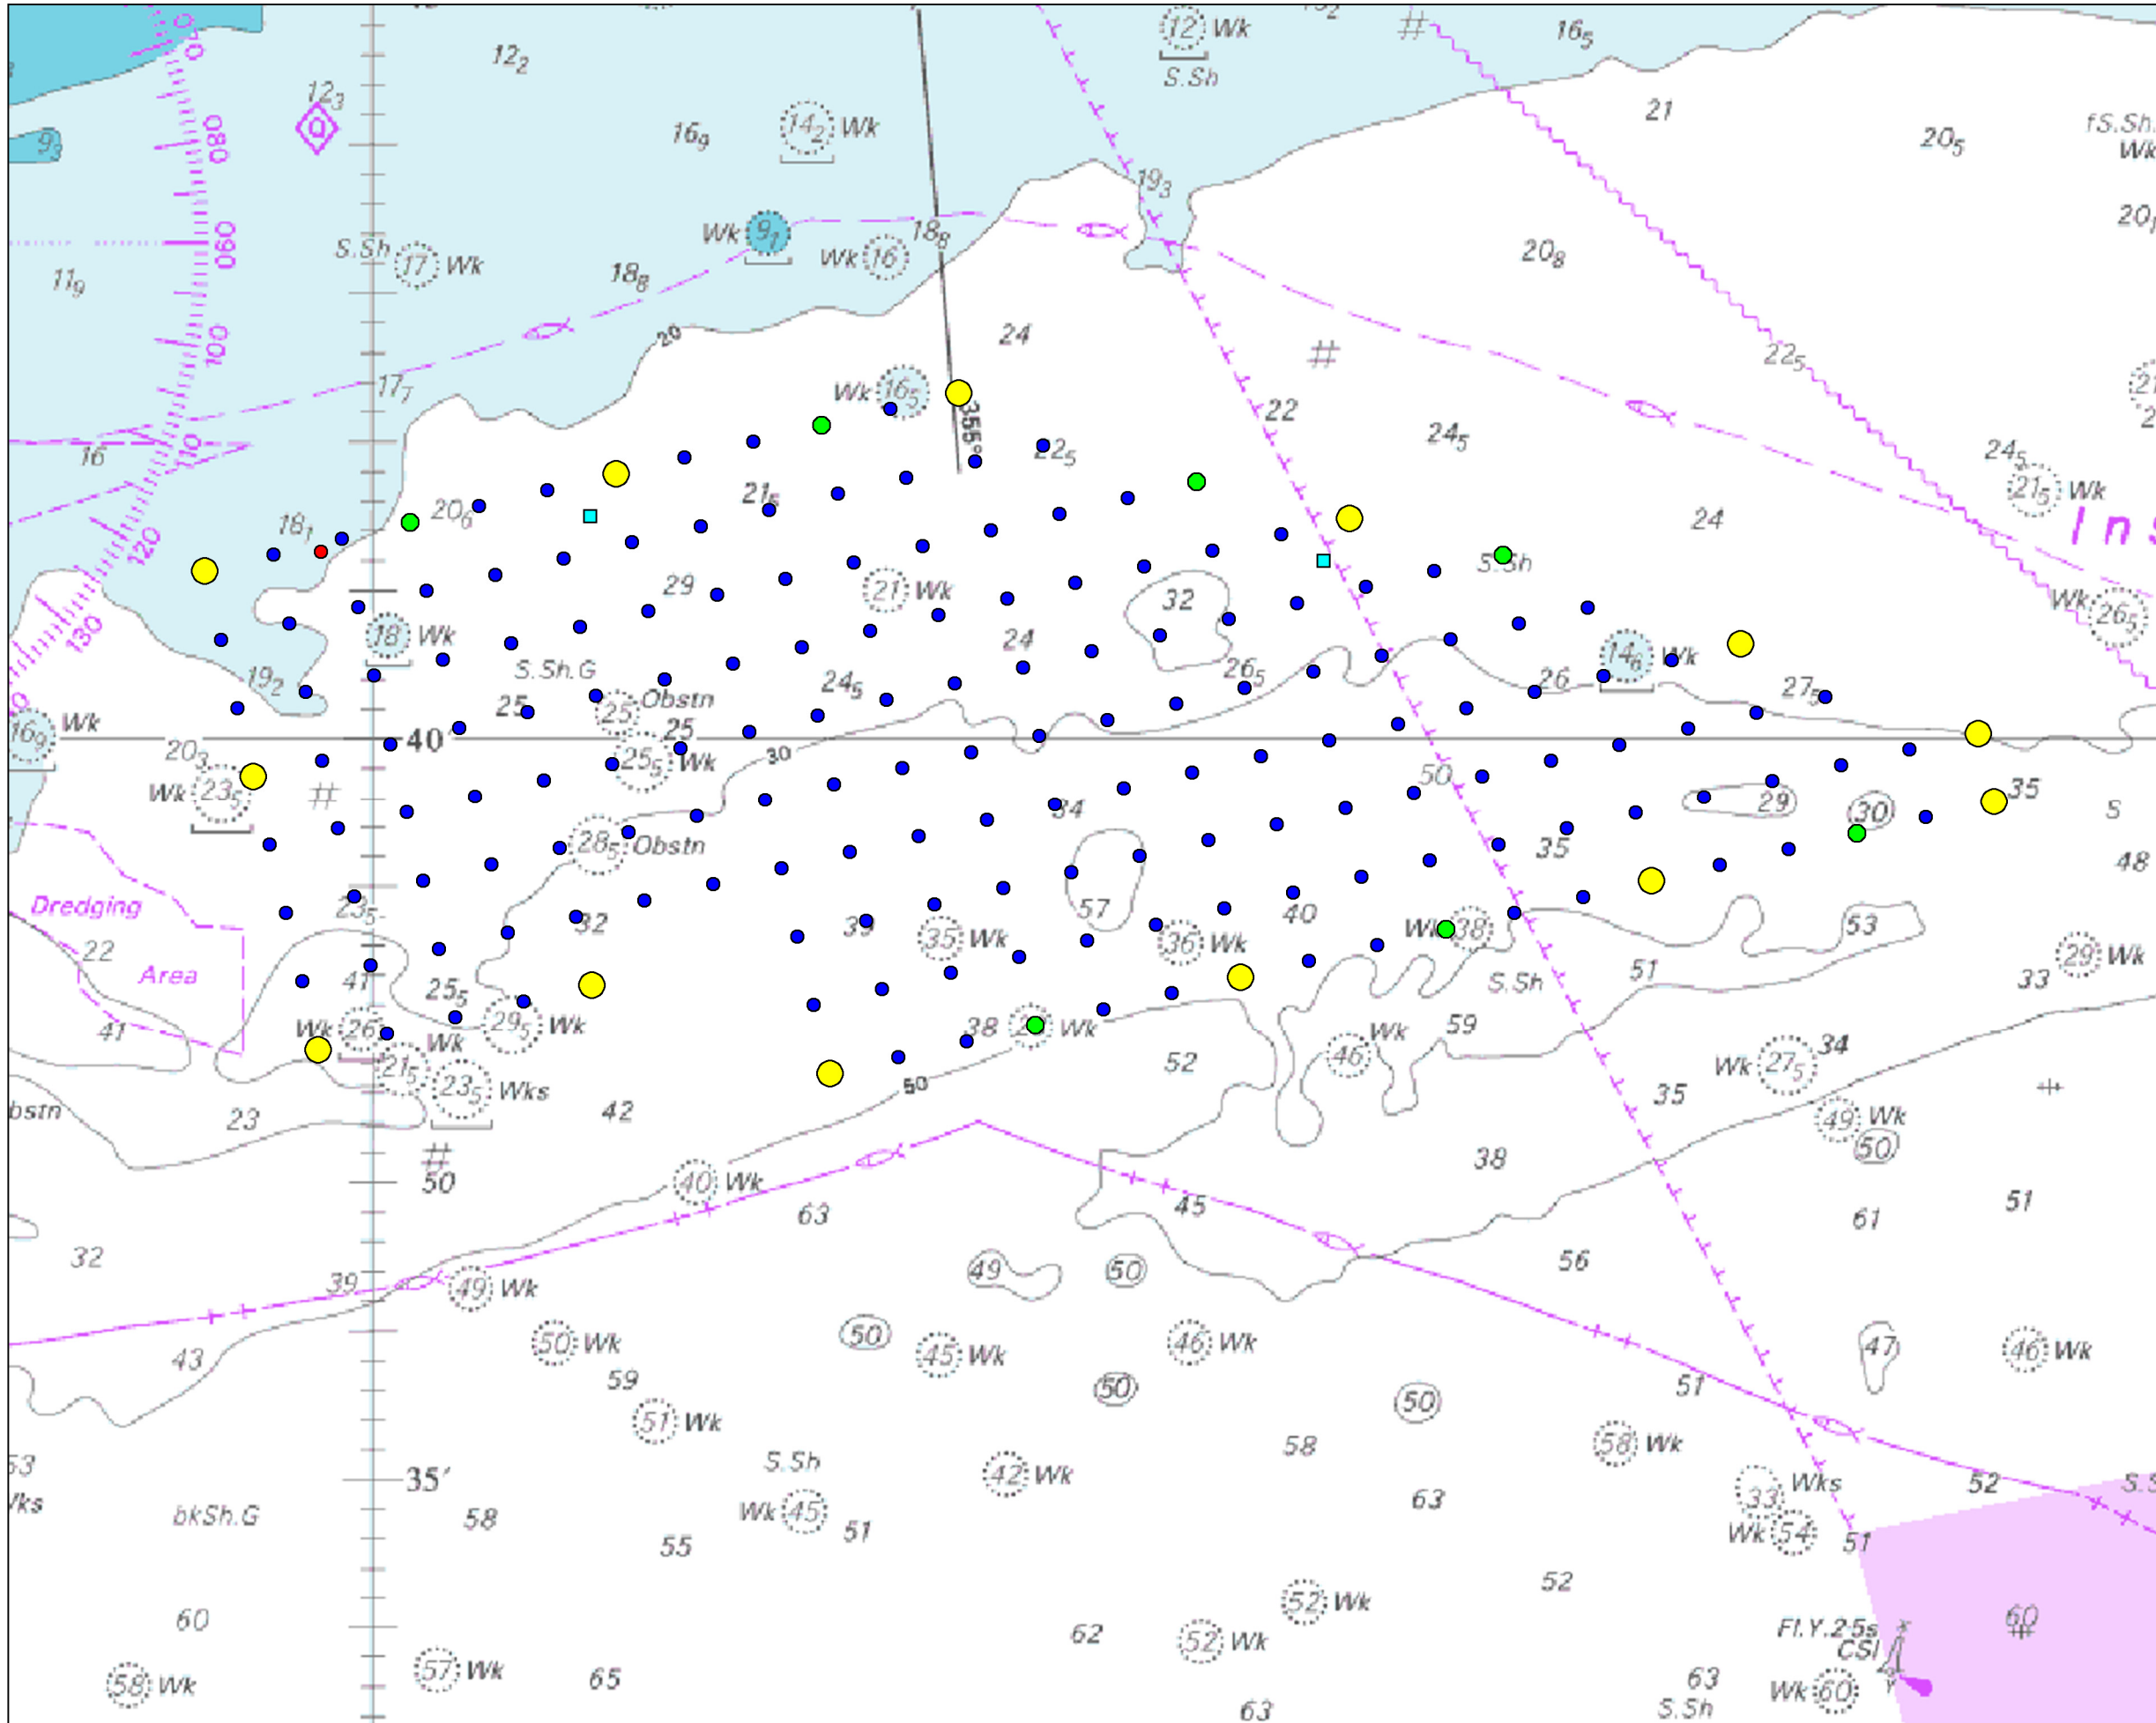 12₂
12 Wk
S.Sh
16₅
12₃
Q
080
9₃
16₉
14₂ Wk
21
20₅
fS.Sh.
Wk
19₃
090
Wk 9₁
18₈
Wk 16
S.Sh 17 Wk
18₈
20₈
11₉
100
20
24
22₅
17₇
Wk 16₅
355°
22
24₅
110
16
22₅
24₅
21₅ Wk
20₆
21₅
18₁
24
Ins
120
S.Sh
29
21 Wk
32
Wk 26₅
130
18 Wk
24
14₆ Wk
S.Sh.G
19₂
24₅
26₅
26
27₅
25
25 Obstn
25
16₉ Wk
40
20₃
25₅ Wk
30
50
Wk 23₅
34
29
30
35
S
28₅ Obstn
35
48
Dredging
Area
23₅
32
39
57
40
Wk 38
53
22
35 Wk
36 Wk
29 Wk
41
25₅
S.Sh
51
33
41
Wk 26
29₅ Wk
38
Wk
59
Wk
Wk
21₅
46
34
Wk 27₅
50
52
23₅ Wks
35
bstn
23
42
49 Wk
50
50
40 Wk
38
51
63
45
61
32
39
49 Wk
49
50
56
43
50 Wk
50
45 Wk
46 Wk
47
46 Wk
59
50
50
51
51 Wk
58
58 Wk
53
S.Sh
35′
42 Wk
33 Wks
52
bkSh.G
58
Wk 45
51
63
Wk 54
51
55
52
60
52 Wk
60
62
52 Wk
Fl.Y.2·5s
CSI
58 Wk
57 Wk
65
63
S.Sh
Wk 60
63